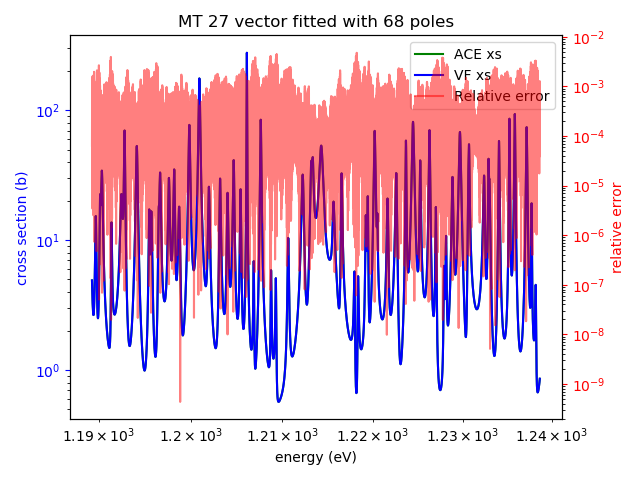 MT 27 vector fitted with 68 poles
ACE xs
VF xs
Relative error
cross section (b)
10²
10¹
10⁰
relative error
10⁻²
10⁻³
10⁻⁴
10⁻⁵
10⁻⁶
10⁻⁷
10⁻⁸
10⁻⁹
1.19 × 10³ 1.2 × 10³ 1.21 × 10³ 1.22 × 10³ 1.23 × 10³ 1.24 × 10³
energy (eV)